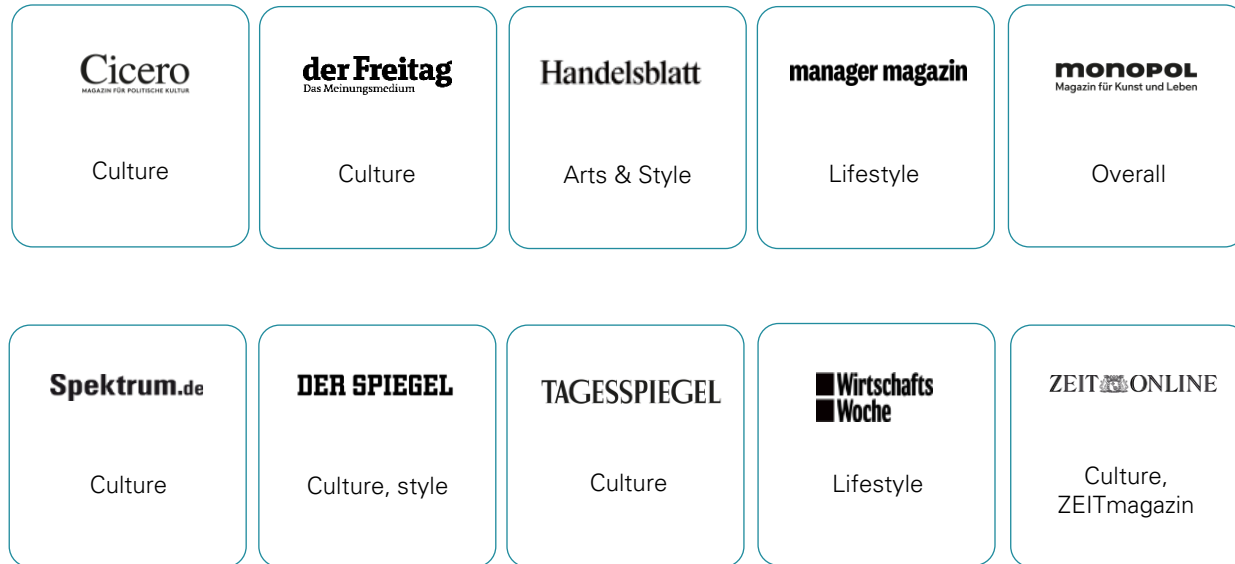 Cicero
MAGAZIN FÜR POLITISCHE KULTUR
Culture
der Freitag
Das Meinungsmedium
Culture
Handelsblatt
Arts & Style
manager magazin
Lifestyle
monopol
Magazin für Kunst und Leben
Overall
Spektrum.de
Culture
DER SPIEGEL
Culture, style
TAGESSPIEGEL
Culture
Wirtschafts
Woche
Lifestyle
ZEIT ONLINE
Culture,
ZEITmagazin